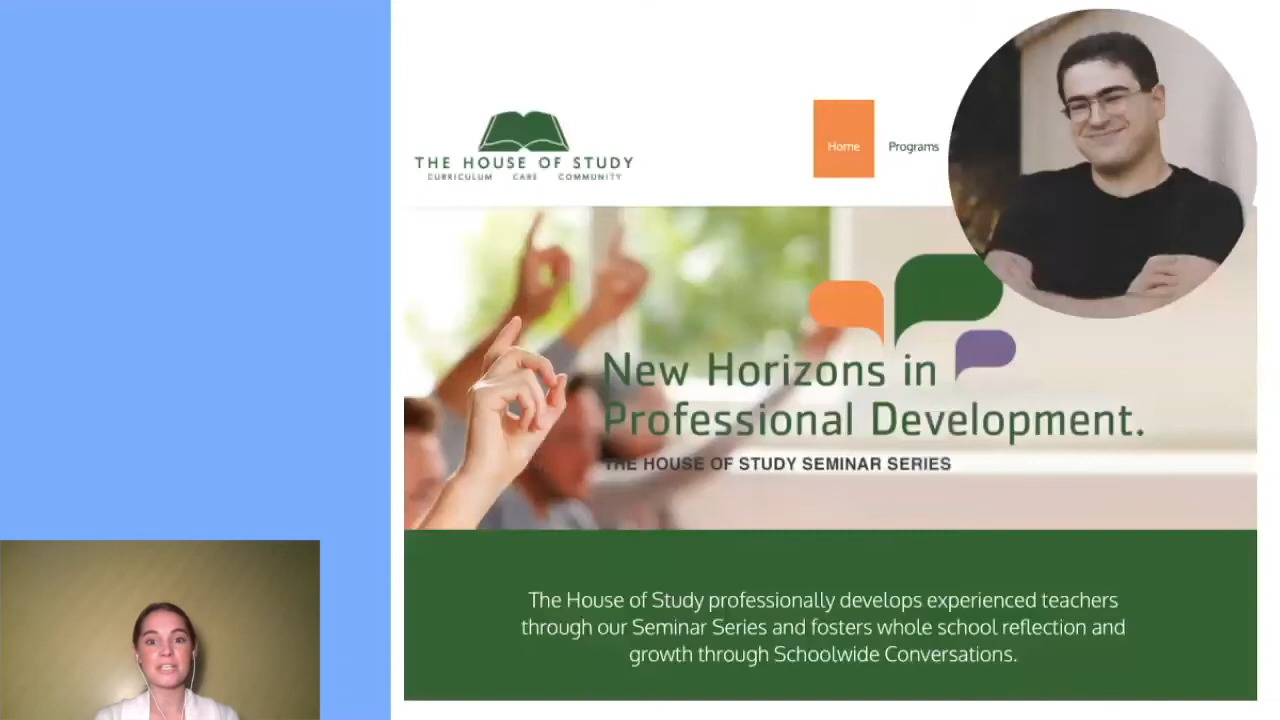 THE HOUSE OF STUDY
CURRICULUM CARE COMMUNITY
Home
Programs
New Horizons in
Professional Development.
THE HOUSE OF STUDY SEMINAR SERIES
The House of Study professionally develops experienced teachers
through our Seminar Series and fosters whole school reflection and
growth through Schoolwide Conversations.